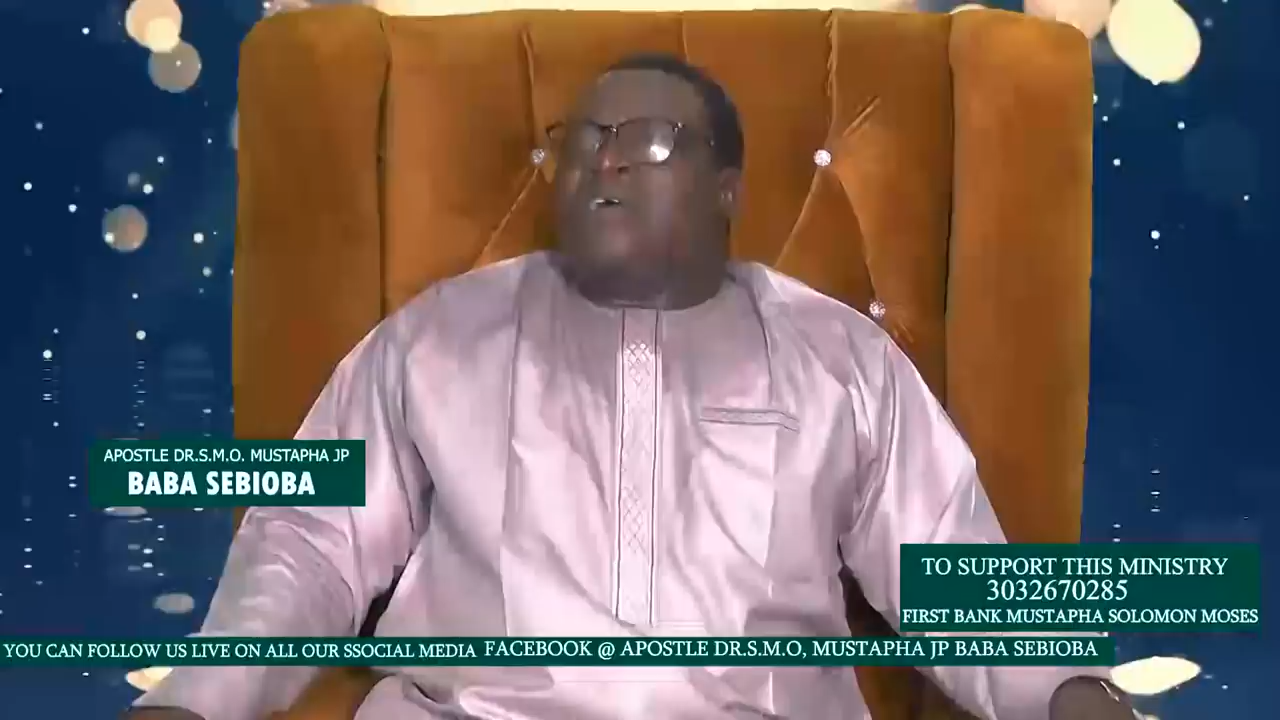 APOSTLE DR.S.M.O. MUSTAPHA JP
BABA SEBIOBA
TO SUPPORT THIS MINISTRY
3032670285
FIRST BANK MUSTAPHA SOLOMON MOSES
YOU CAN FOLLOW US LIVE ON ALL OUR SSOCIAL MEDIA FACEBOOK @ APOSTLE DR.S.M.O, MUSTAPHA JP BABA SEBIOBA